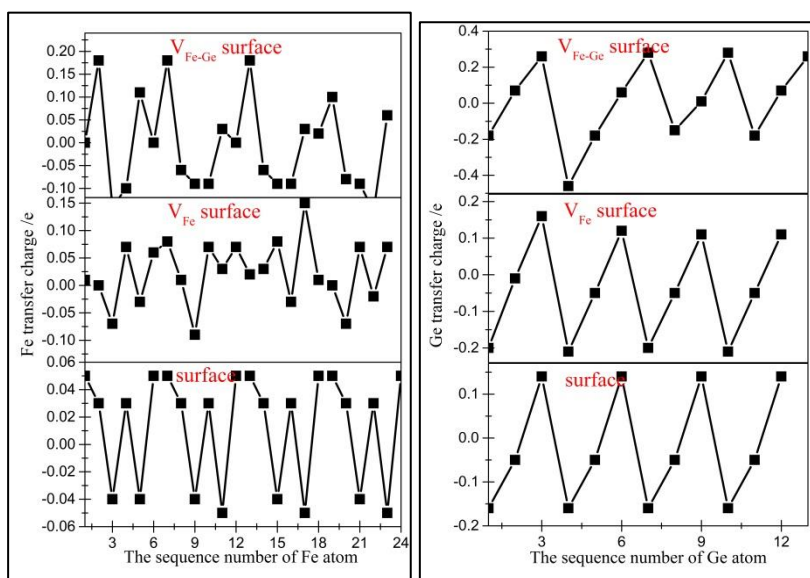 V Fe-Ge surface
0.20
0.15
0.10
0.05
0.00
-0.05
-0.10
V Fe surface
0.15
0.10
0.05
0.00
-0.05
-0.10
surface
0.06
0.04
0.02
0.00
-0.02
-0.04
-0.06
3 6 9 12 15 18 21 24
The sequence number of Fe atom
Fe transfer charge /e
V Fe-Ge surface
0.4
0.2
0.0
-0.2
-0.4
V Fe surface
0.2
0.1
0.0
-0.1
-0.2
surface
0.1
0.0
-0.1
-0.2
3 6 9 12
The sequence number of Ge atom
Ge transfer charge /e